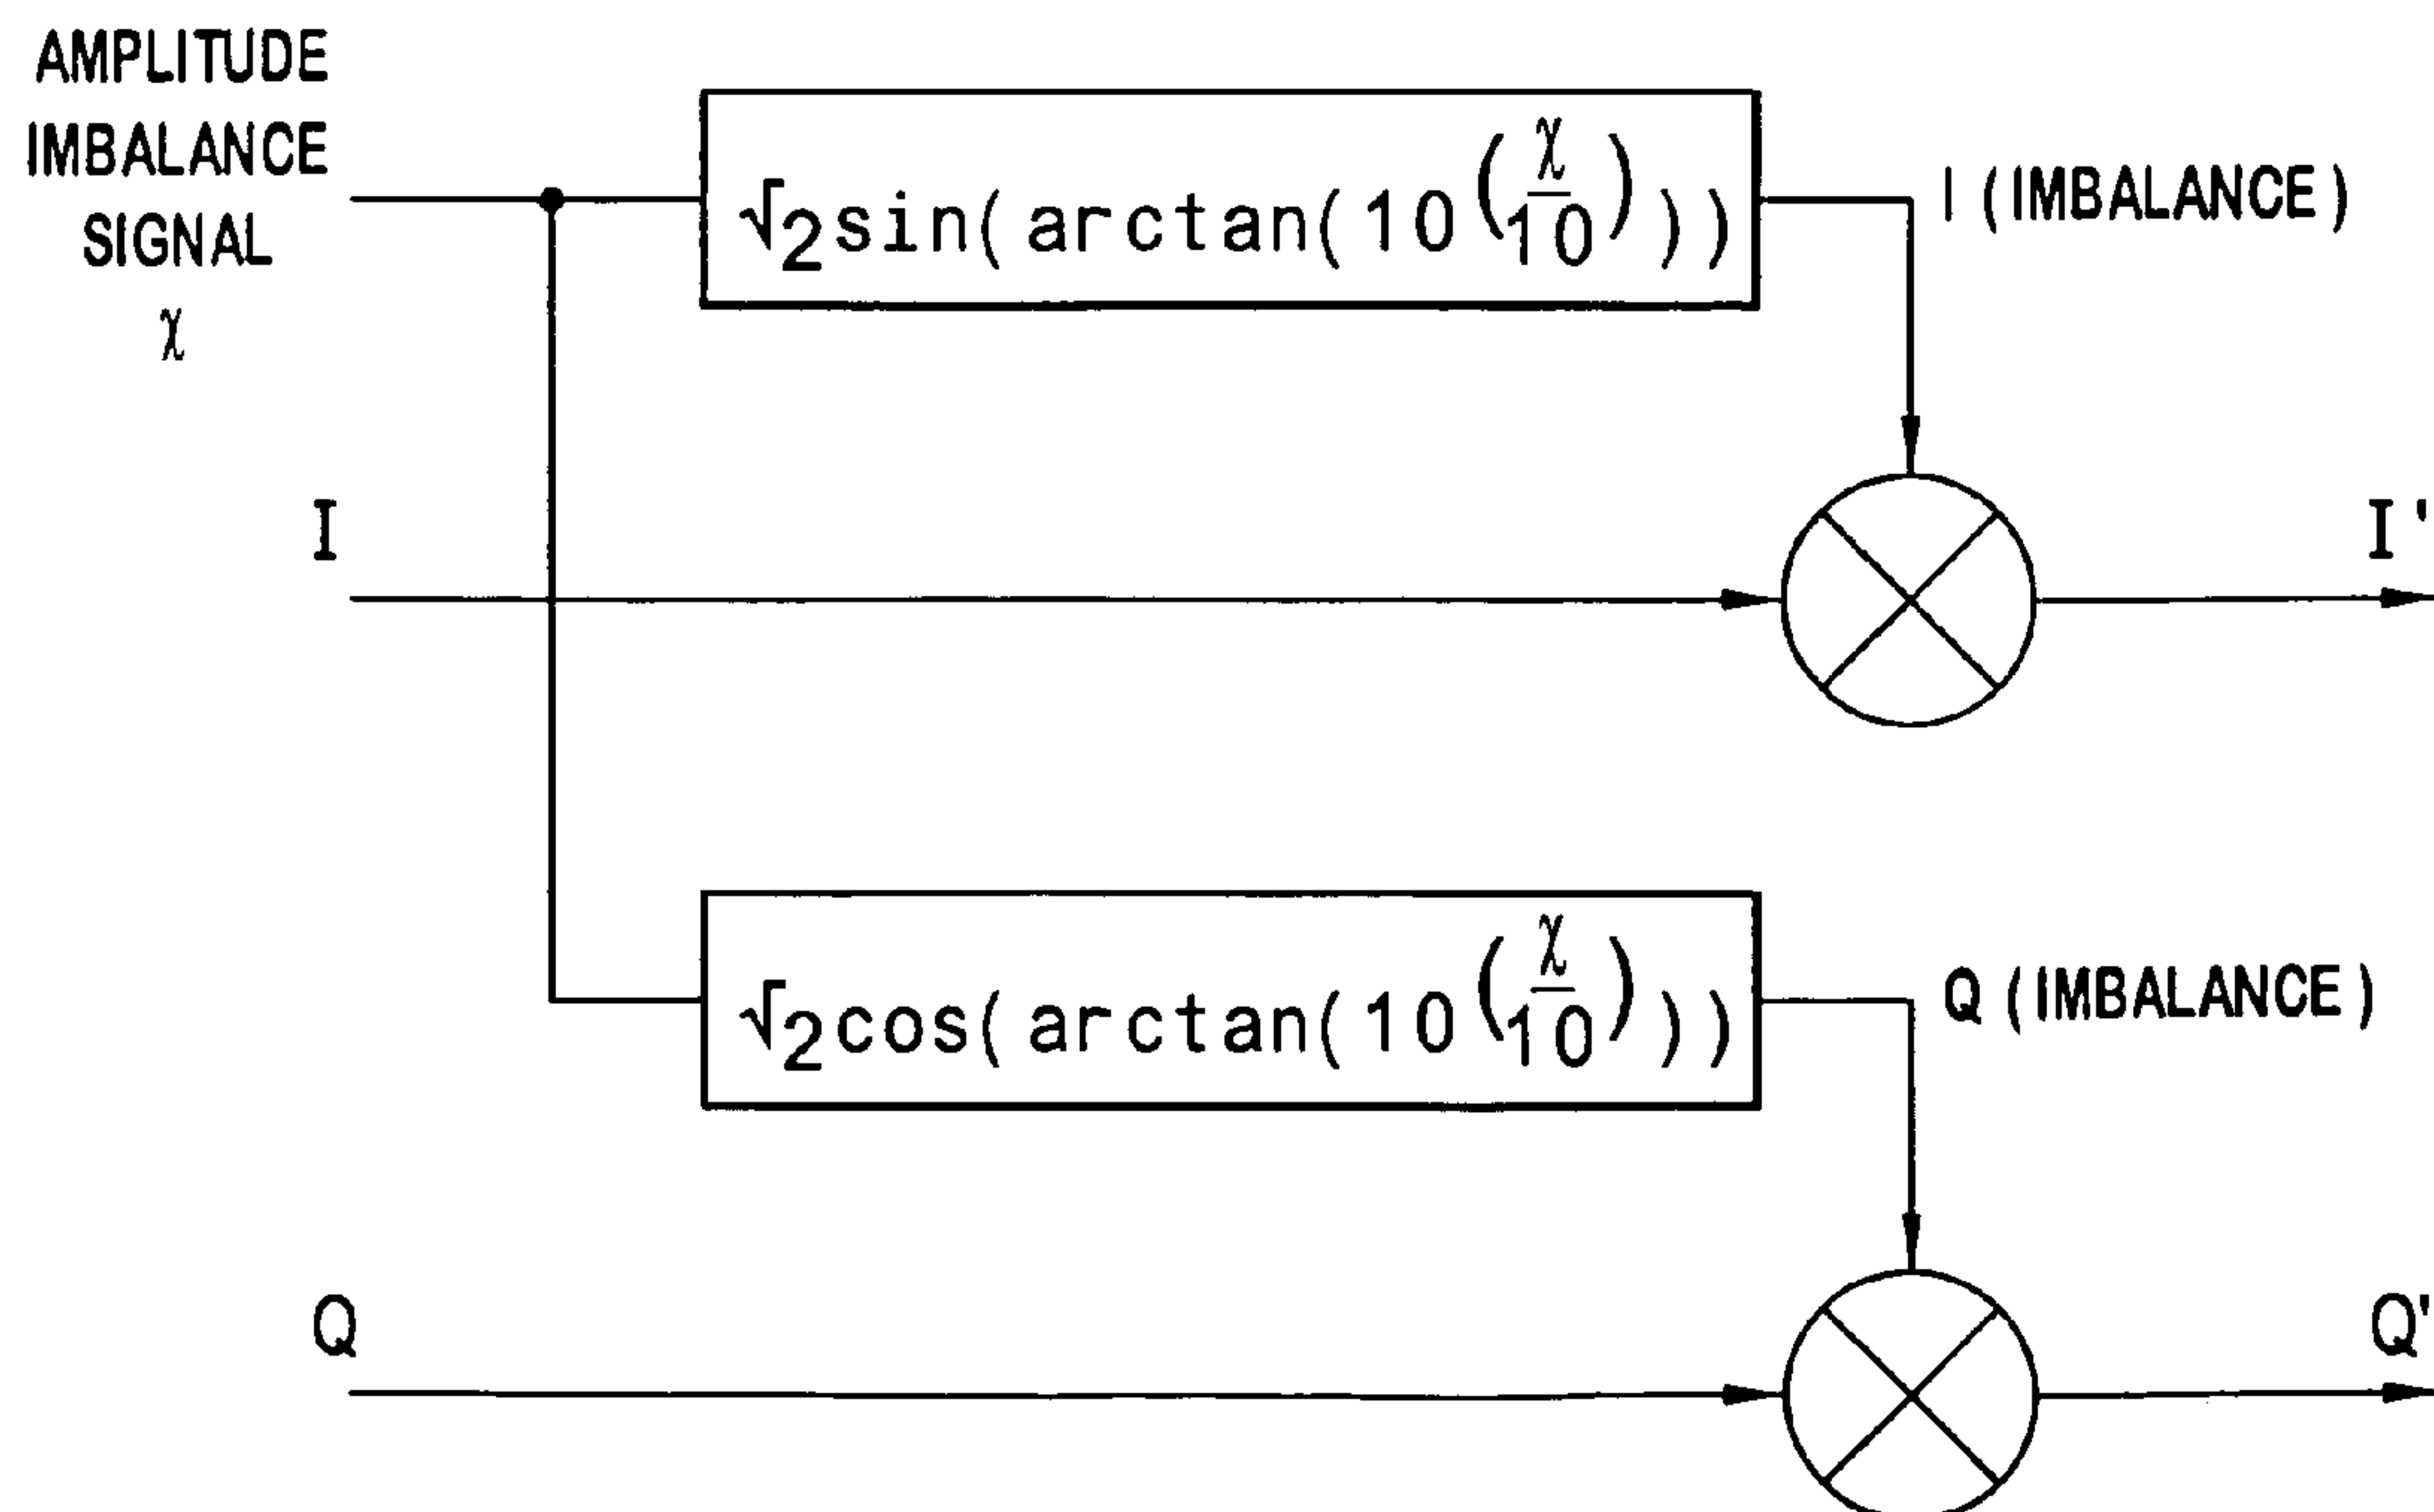 AMPLITUDE
IMBALANCE
SIGNAL
χ
√2sin(arctan(10(χ/10)))
I (IMBALANCE)
I
I'
√2cos(arctan(10(χ/10)))
Q (IMBALANCE)
Q
Q'